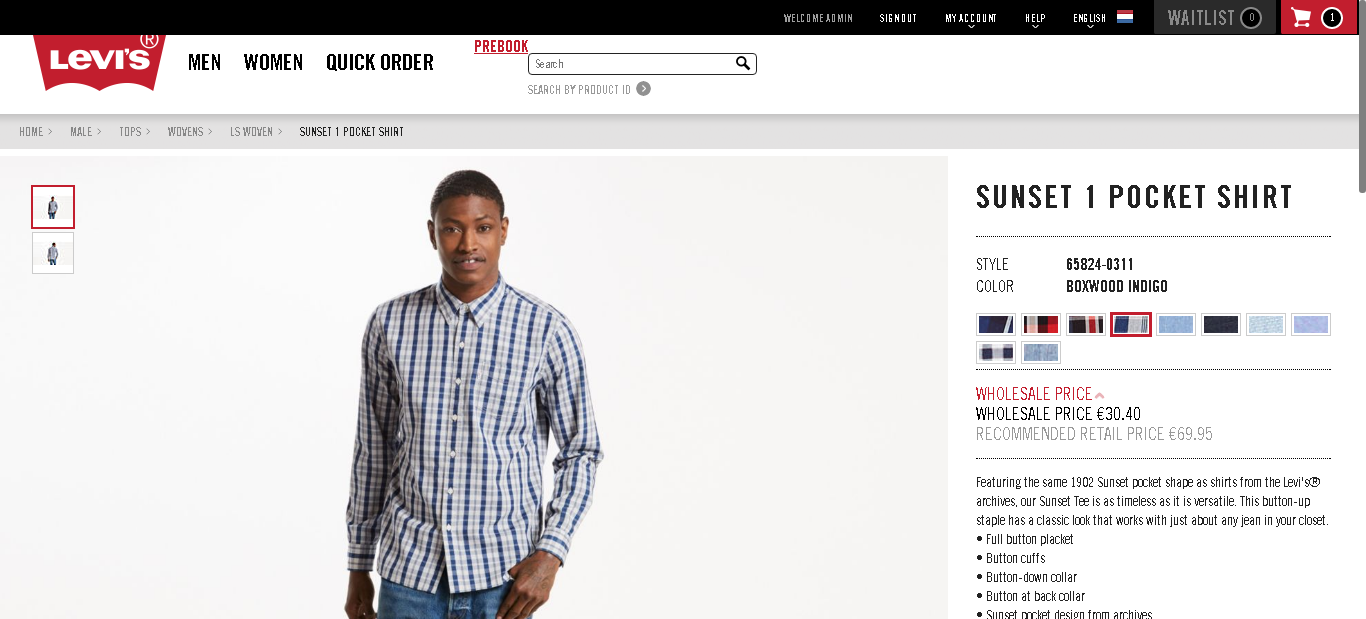 WELCOME ADMIN SIGNOUT MY ACCOUNT HELP ENGLISH WAITLIST 0 1
LEVI'S®
MEN WOMEN QUICK ORDER
PREBOOK
Search
SEARCH BY PRODUCT ID
HOME > MALE > TOPS > WOVENS > LS WOVEN > SUNSET 1 POCKET SHIRT
SUNSET 1 POCKET SHIRT
STYLE 65824-0311
COLOR BOXWOOD INDIGO
WHOLESALE PRICE
WHOLESALE PRICE €30.40
RECOMMENDED RETAIL PRICE €69.95
Featuring the same 1902 Sunset pocket shape as shirts from the Levi's®
archives, our Sunset Tee is as timeless as it is versatile. This button-up
staple has a classic look that works with just about any jean in your closet.
• Full button placket
• Button cuffs
• Button-down collar
• Button at back collar
• Sunset pocket design from archives